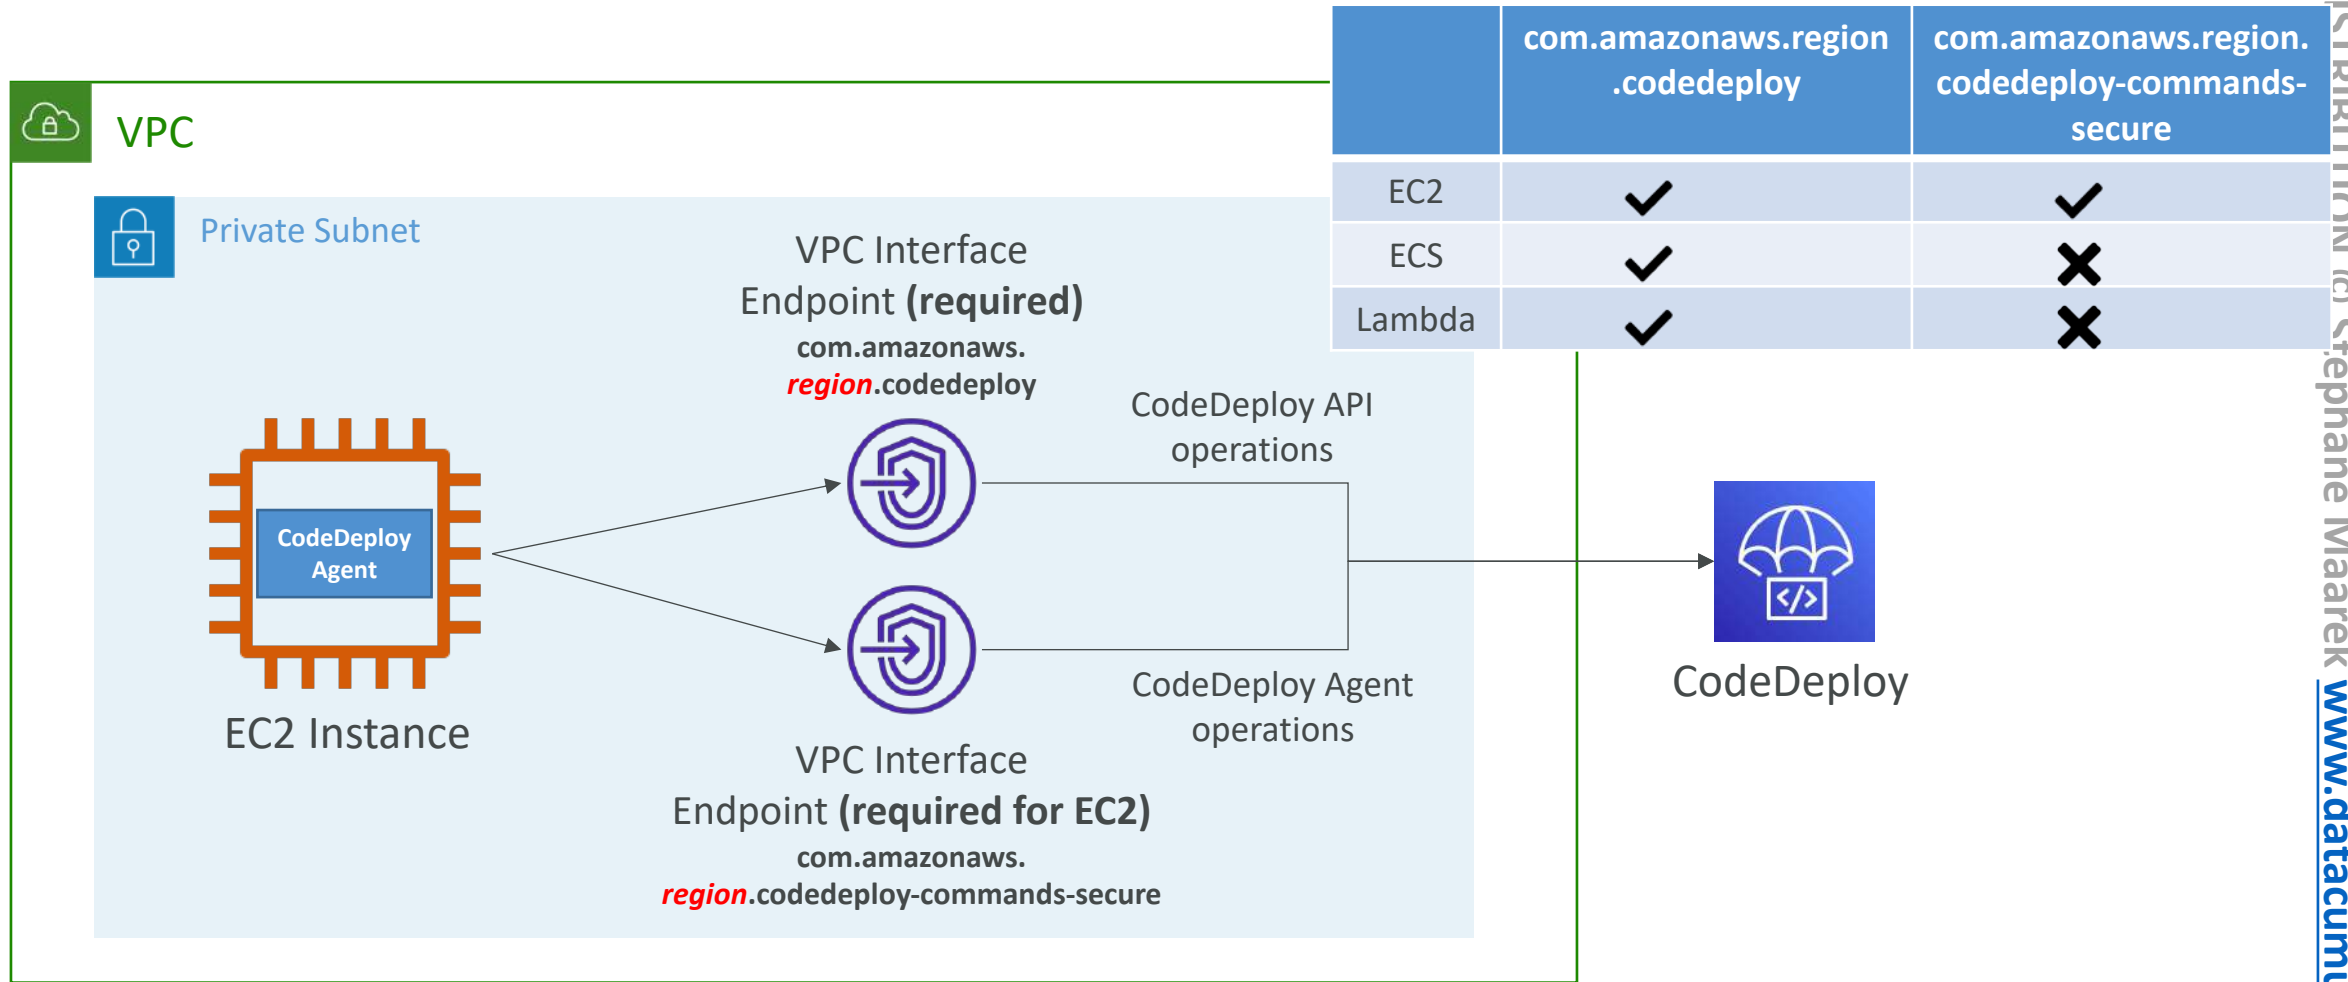 com.amazonaws.region
.codedeploy
com.amazonaws.region.
codedeploy-commands-
secure
EC2
ECS
Lambda
VPC
Private Subnet
VPC Interface
Endpoint (required)
com.amazonaws.
region.codedeploy
CodeDeploy API
operations
CodeDeploy
Agent
EC2 Instance
CodeDeploy Agent
operations
VPC Interface
Endpoint (required for EC2)
com.amazonaws.
region.codedeploy-commands-secure
CodeDeploy
</>
Stephane Maarek www.datacumu